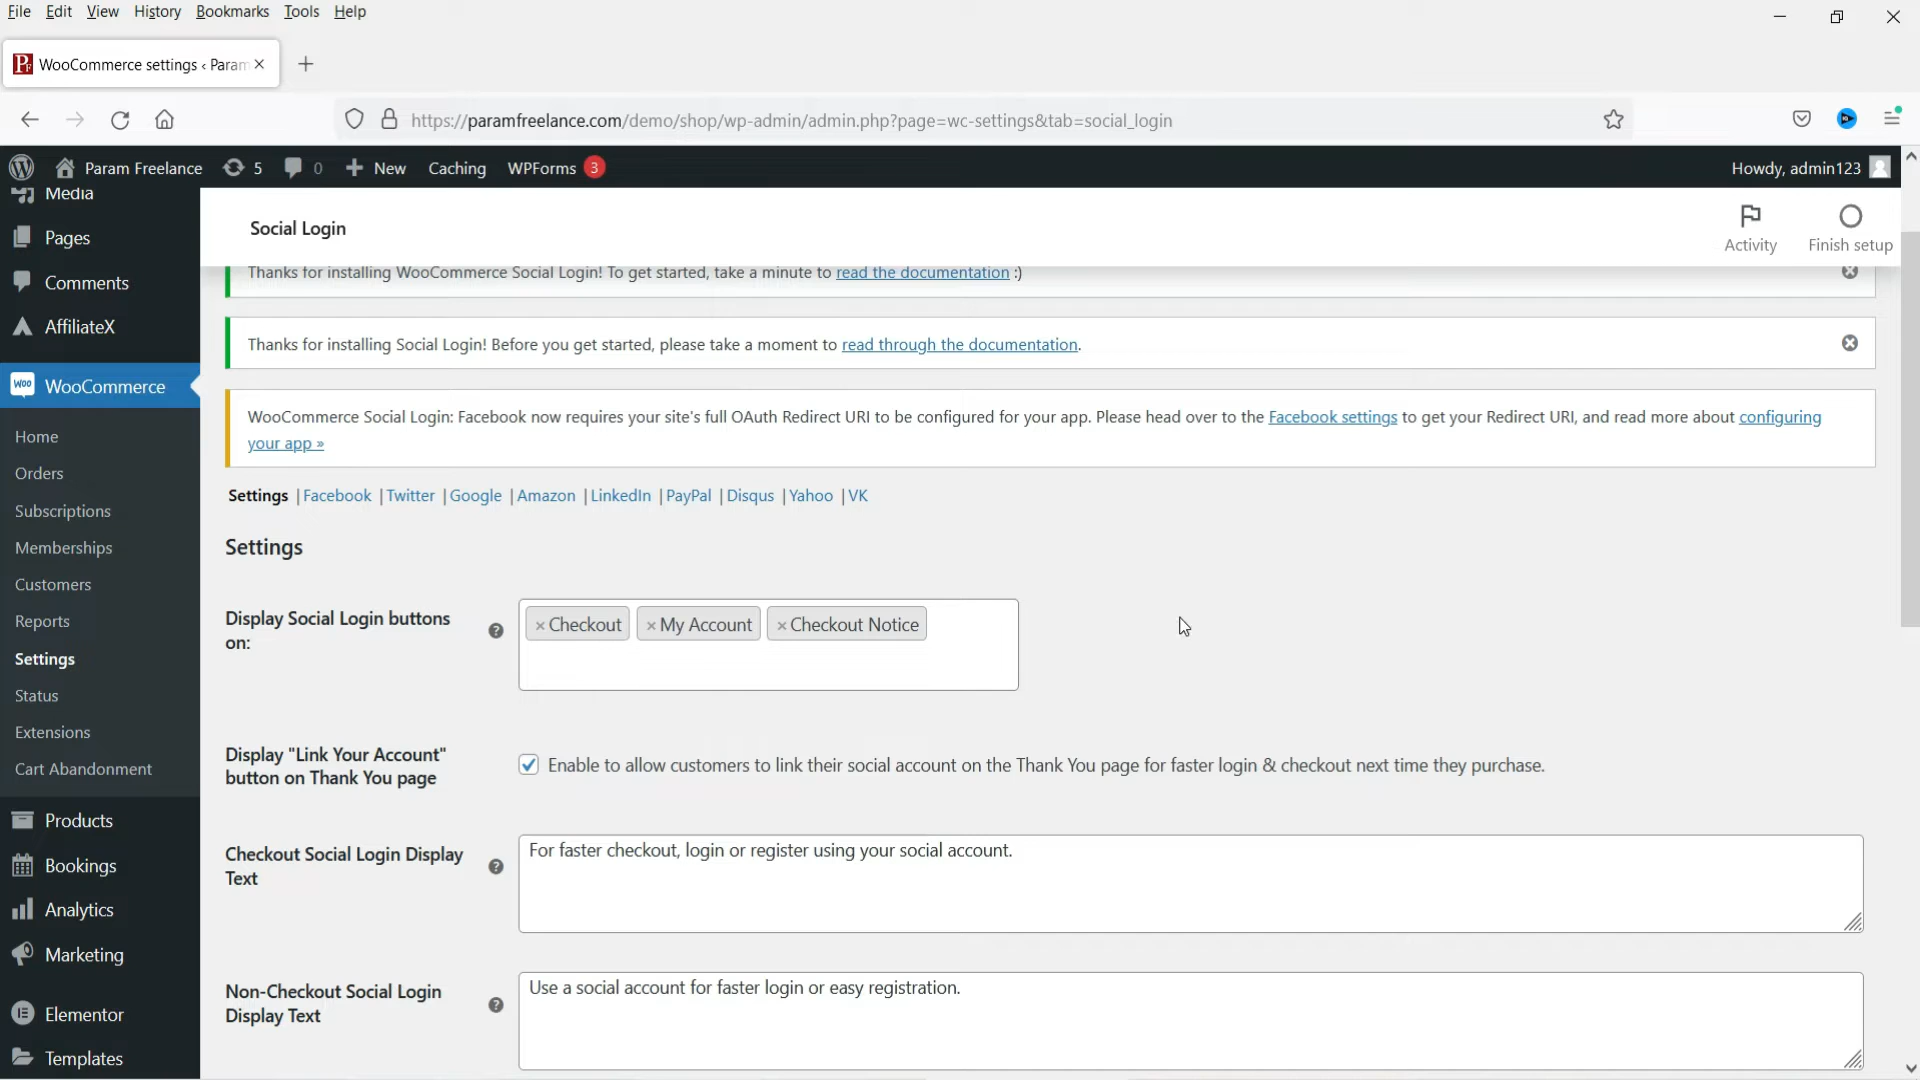 File Edit View History Bookmarks Tools Help
WooCommerce settings ‹ Param
https://paramfreelance.com/demo/shop/wp-admin/admin.php?page=wc-settings&tab=social_login
Param Freelance 5 0 New Caching WPForms 3 Howdy, admin123
Media
Pages
Comments
AffiliateX
WooCommerce
Home
Orders
Subscriptions
Memberships
Customers
Reports
Settings
Status
Extensions
Cart Abandonment
Products
Bookings
Analytics
Marketing
Elementor
Templates
Social Login
Activity
Finish setup
Thanks for installing WooCommerce Social Login! To get started, take a minute to read the documentation :)
Thanks for installing Social Login! Before you get started, please take a moment to read through the documentation.
WooCommerce Social Login: Facebook now requires your site's full OAuth Redirect URI to be configured for your app. Please head over to the Facebook settings to get your Redirect URI, and read more about configuring
your app »
Settings | Facebook | Twitter | Google | Amazon | LinkedIn | PayPal | Disqus | Yahoo | VK
Settings
Display Social Login buttons
on:
× Checkout × My Account × Checkout Notice
Display "Link Your Account"
button on Thank You page
Enable to allow customers to link their social account on the Thank You page for faster login & checkout next time they purchase.
Checkout Social Login Display
Text
For faster checkout, login or register using your social account.
Non-Checkout Social Login
Display Text
Use a social account for faster login or easy registration.